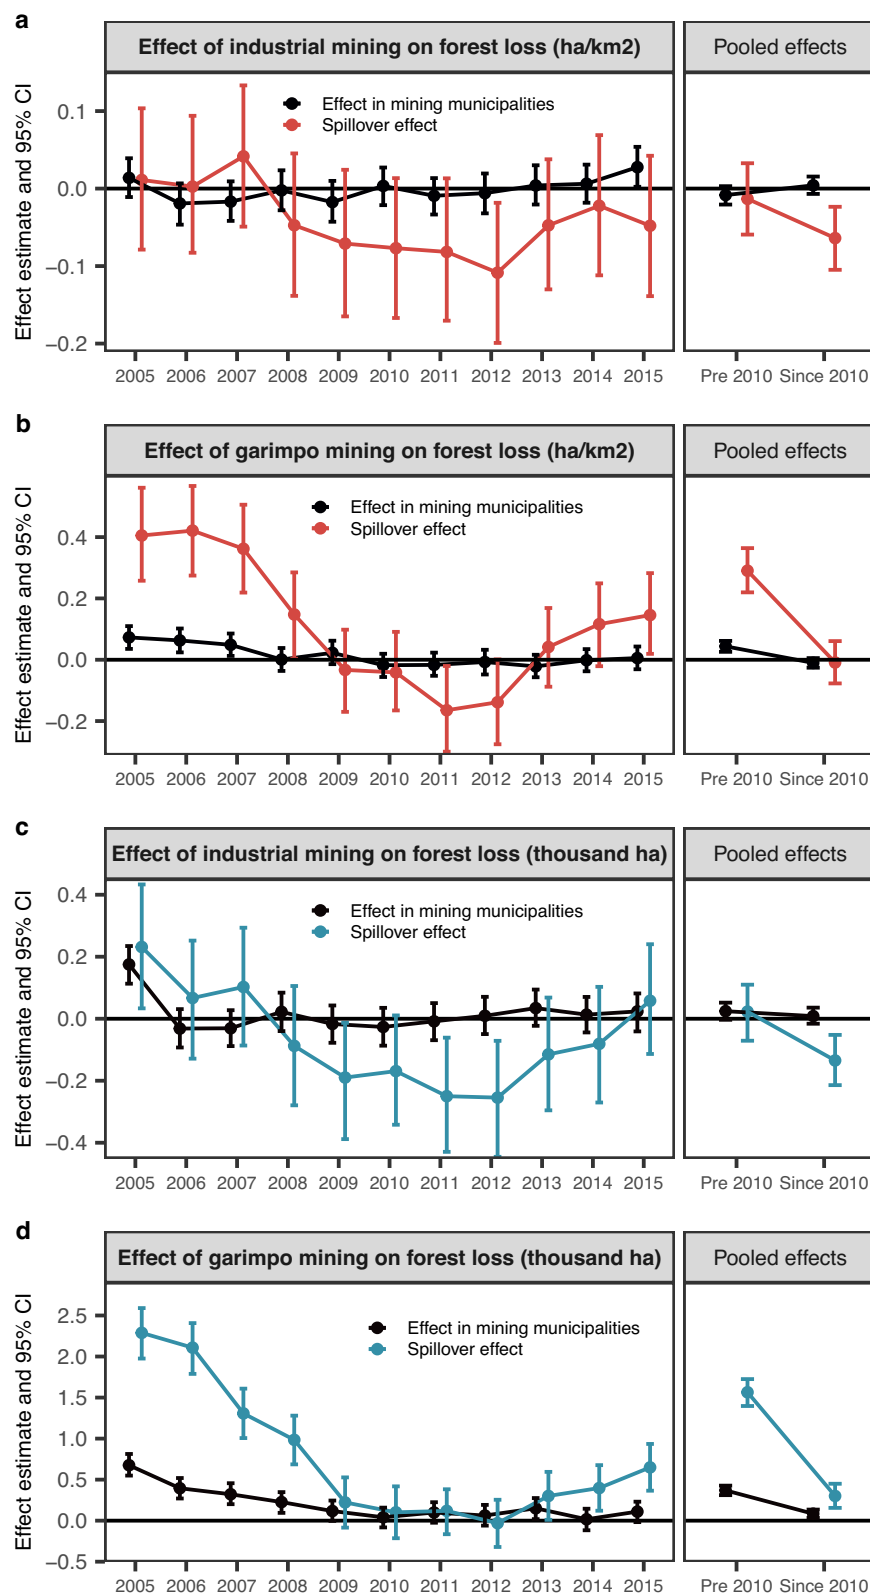 a
Effect of industrial mining on forest loss (ha/km2)
Pooled effects
Effect estimate and 95% CI
0.1
0.0
−0.1
−0.2
Effect in mining municipalities
Spillover effect
2005 2006 2007 2008 2009 2010 2011 2012 2013 2014 2015
Pre 2010 Since 2010
b
Effect of garimpo mining on forest loss (ha/km2)
Pooled effects
Effect estimate and 95% CI
0.4
0.2
0.0
−0.2
Effect in mining municipalities
Spillover effect
2005 2006 2007 2008 2009 2010 2011 2012 2013 2014 2015
Pre 2010 Since 2010
c
Effect of industrial mining on forest loss (thousand ha)
Pooled effects
Effect estimate and 95% CI
0.4
0.2
0.0
−0.2
−0.4
Effect in mining municipalities
Spillover effect
2005 2006 2007 2008 2009 2010 2011 2012 2013 2014 2015
Pre 2010 Since 2010
d
Effect of garimpo mining on forest loss (thousand ha)
Pooled effects
Effect estimate and 95% CI
2.5
2.0
1.5
1.0
0.5
0.0
−0.5
Effect in mining municipalities
Spillover effect
2005 2006 2007 2008 2009 2010 2011 2012 2013 2014 2015
Pre 2010 Since 2010